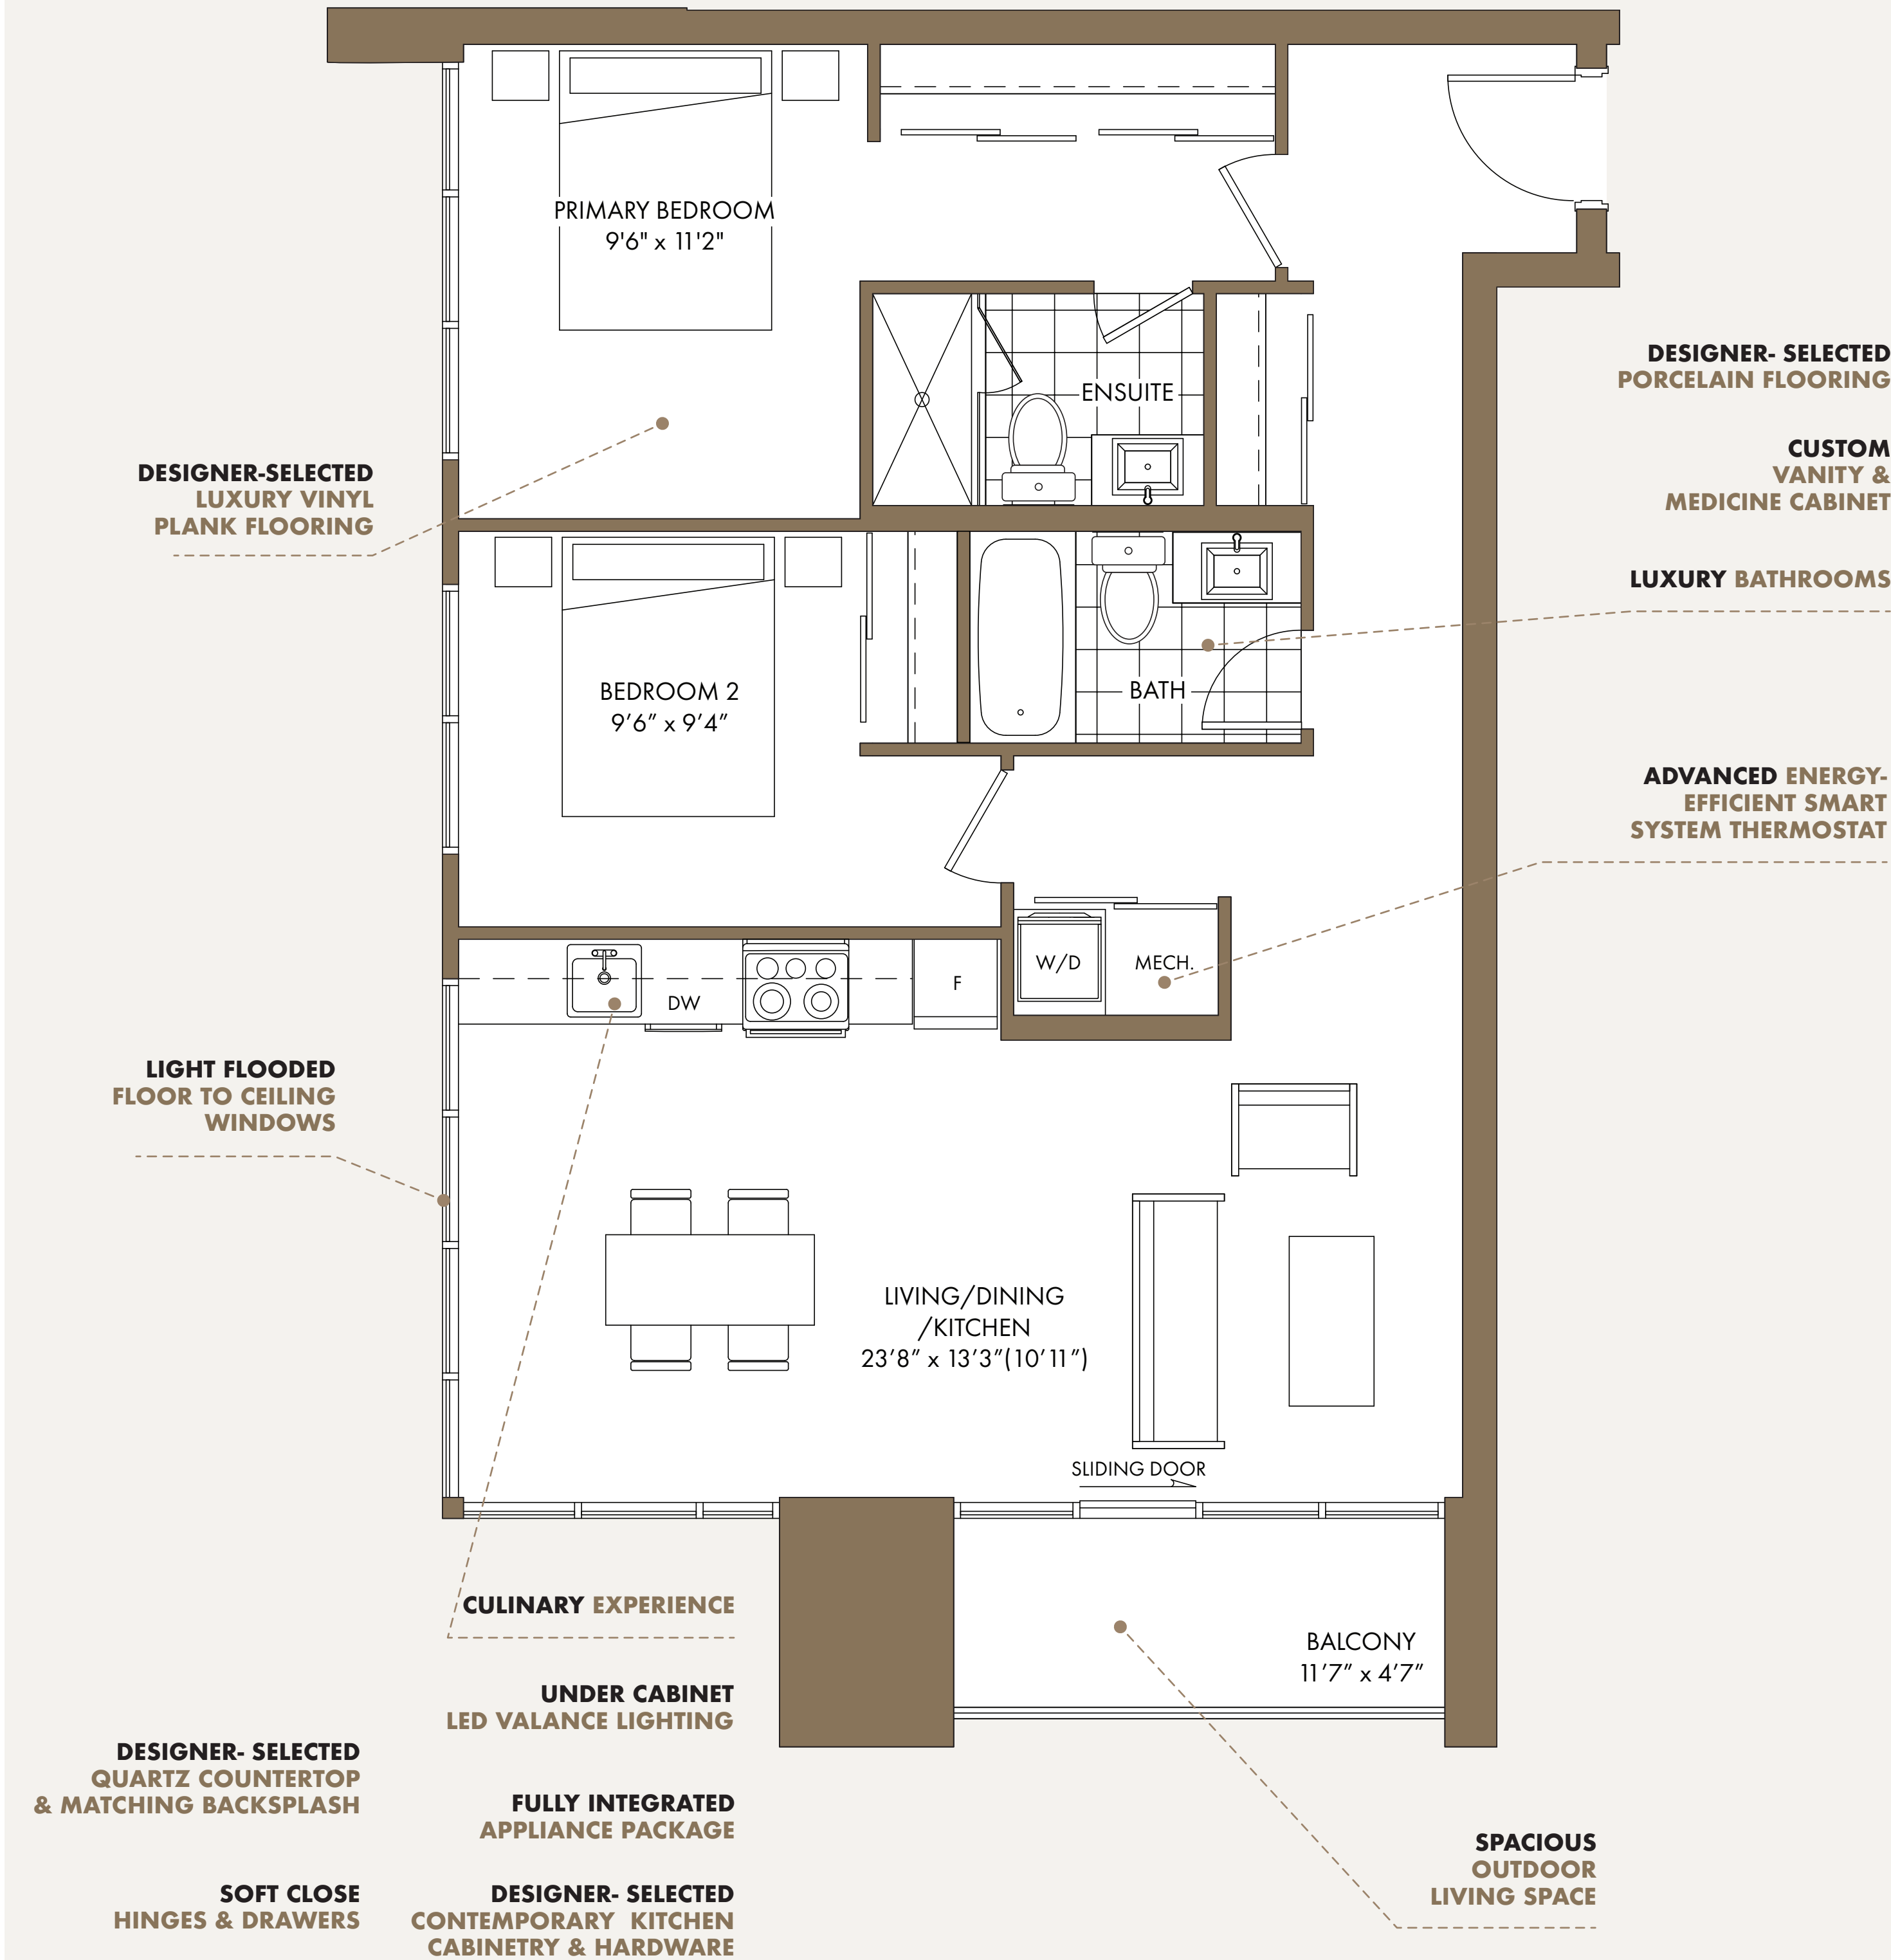 PRIMARY BEDROOM
9'6" x 11'2"
ENSUITE
DESIGNER- SELECTED
PORCELAIN FLOORING
CUSTOM
VANITY &
MEDICINE CABINET
LUXURY BATHROOMS
DESIGNER-SELECTED
LUXURY VINYL
PLANK FLOORING
BEDROOM 2
9’6” x 9’4”
BATH
ADVANCED ENERGY-
EFFICIENT SMART
SYSTEM THERMOSTAT
W/D
MECH.
F
DW
LIGHT FLOODED
FLOOR TO CEILING
WINDOWS
LIVING/DINING
/KITCHEN
23’8” x 13’3”(10’11”)
SLIDING DOOR
BALCONY
11’7” x 4’7”
CULINARY EXPERIENCE
UNDER CABINET
LED VALANCE LIGHTING
DESIGNER- SELECTED
QUARTZ COUNTERTOP
& MATCHING BACKSPLASH
FULLY INTEGRATED
APPLIANCE PACKAGE
SOFT CLOSE
HINGES & DRAWERS
DESIGNER- SELECTED
CONTEMPORARY  KITCHEN
CABINETRY & HARDWARE
SPACIOUS
OUTDOOR
LIVING SPACE